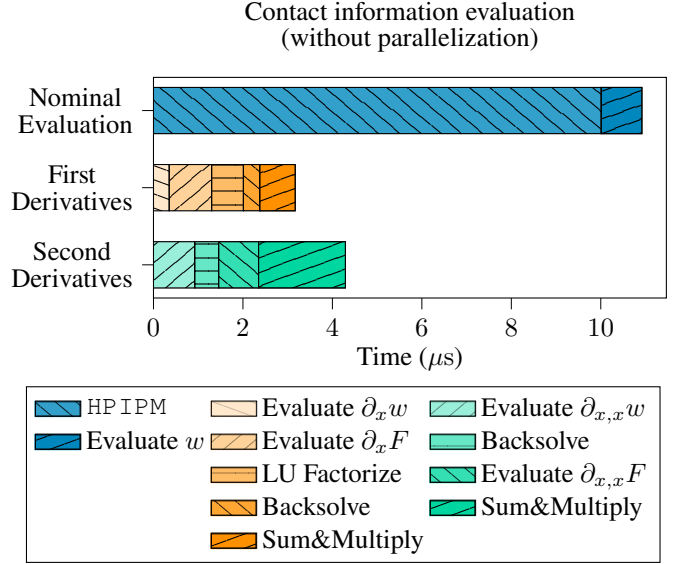 Contact information evaluation
(without parallelization)
Nominal
Evaluation
First
Derivatives
Second
Derivatives
0 2 4 6 8 10
Time (μs)
HPIPM
Evaluate w
Evaluate ∂ₓw
Evaluate ∂ₓF
LU Factorize
Backsolve
Sum&Multiply
Evaluate ∂ₓ,ₓw
Backsolve
Evaluate ∂ₓ,ₓF
Sum&Multiply